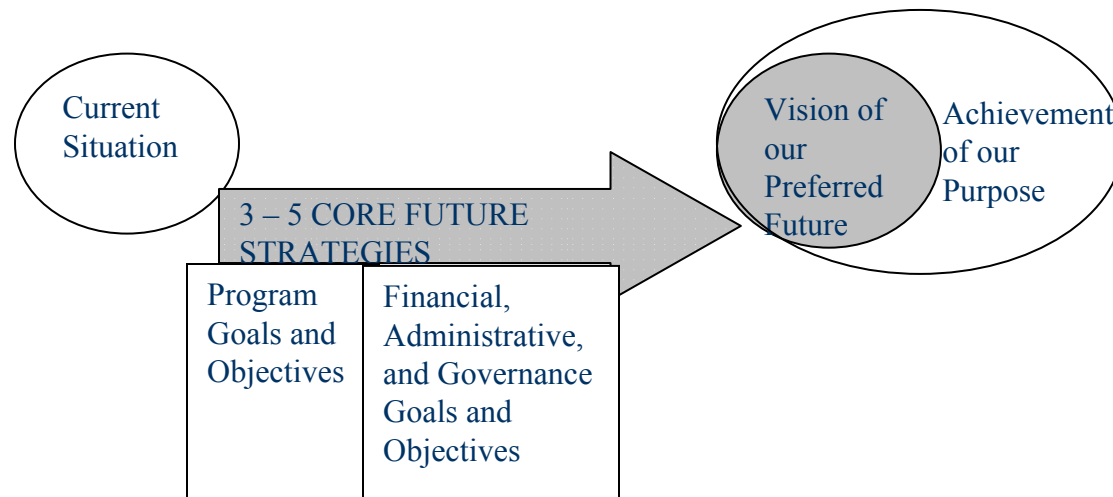 Current
Situation
3 – 5 CORE FUTURE
STRATEGIES
Program
Goals and
Objectives
Financial,
Administrative,
and Governance
Goals and
Objectives
Vision of
our
Preferred
Future
Achievement
of our
Purpose